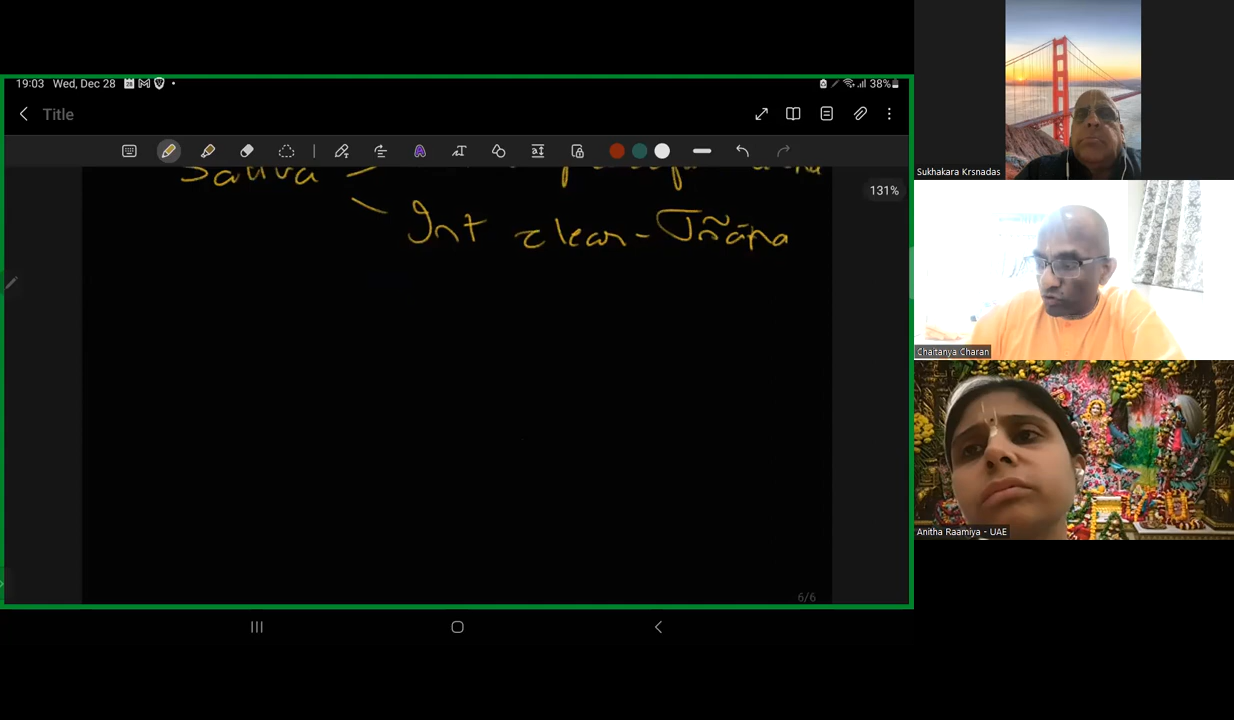 19:03 Wed, Dec 28
38%
Title
131%
Sattva
Int clear - Jñāna
6/6
Sukhakara Krsnadas
Chaitanya Charan
Anitha Raamiya - UAE